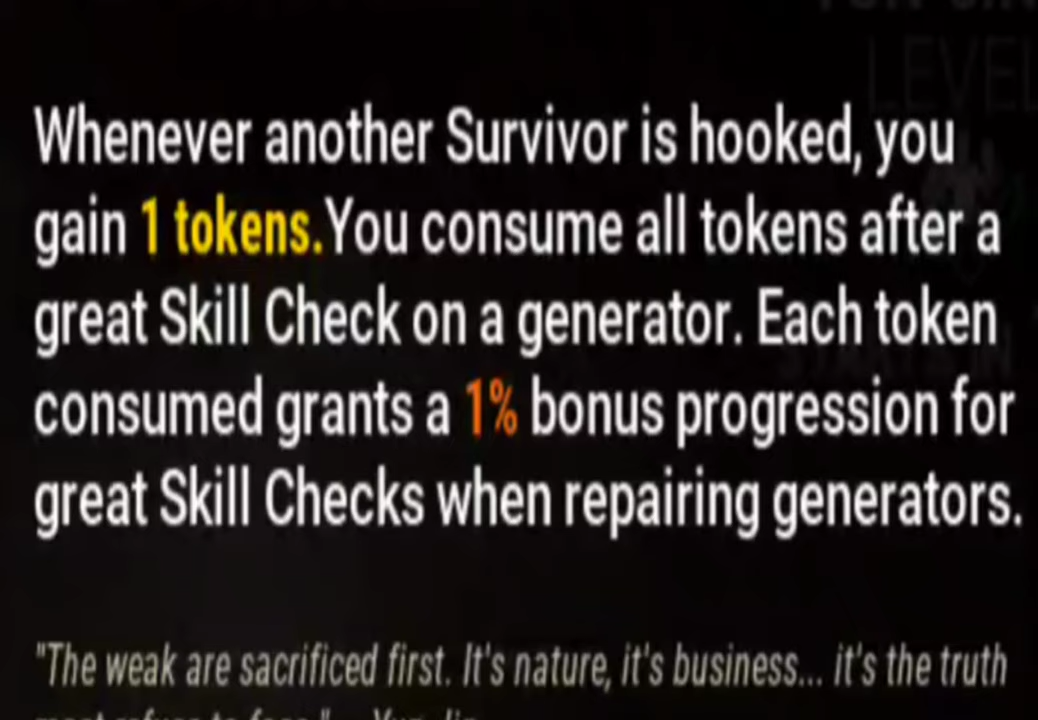 LEVEL
Whenever another Survivor is hooked, you
gain 1 tokens.You consume all tokens after a
great Skill Check on a generator. Each token
consumed grants a 1% bonus progression for
great Skill Checks when repairing generators.
"The weak are sacrificed first. It's nature, it's business... it's the truth